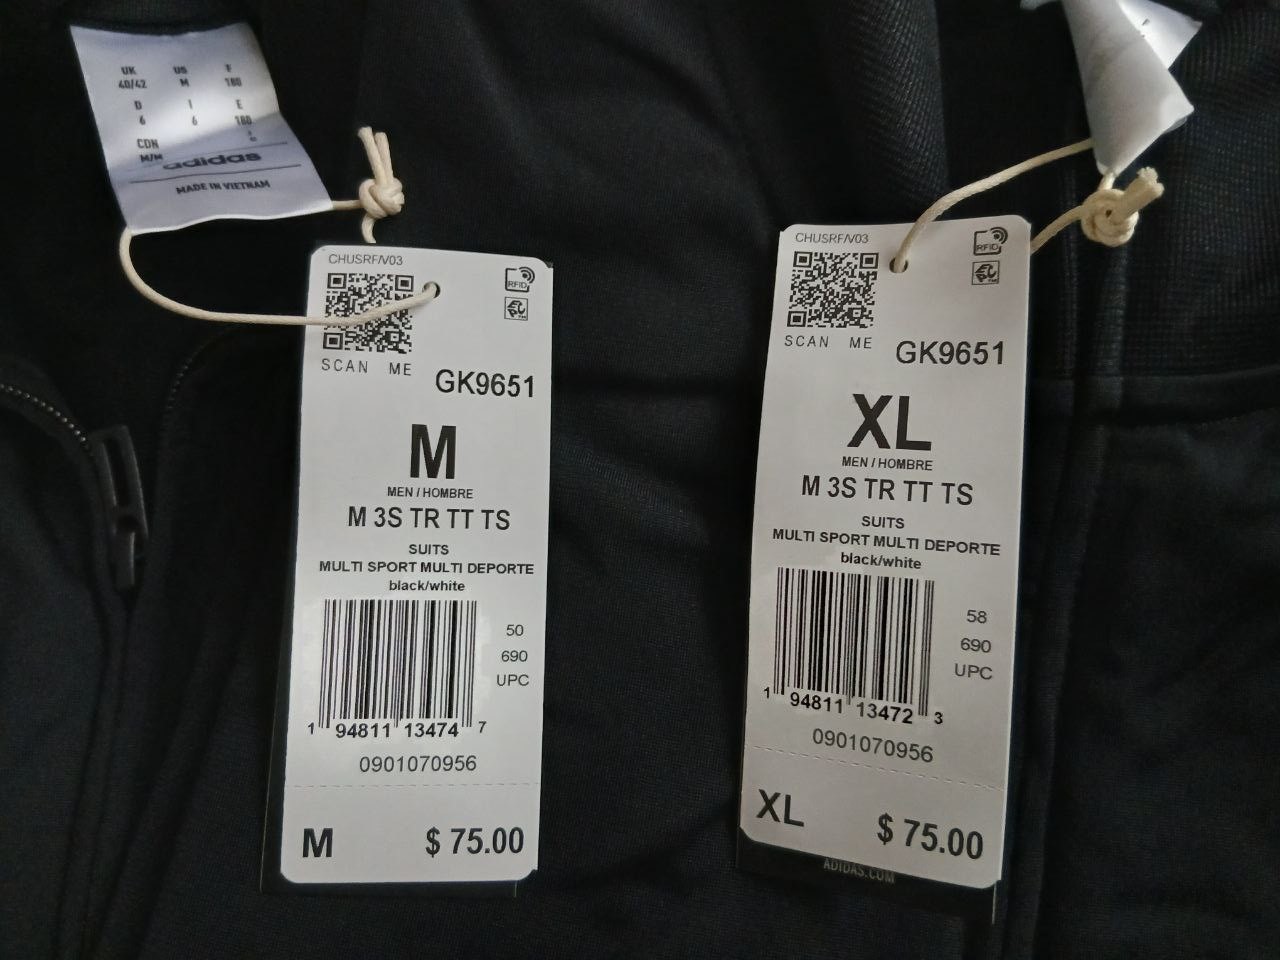 UK US F
40/42 M 180
D I E
6 6 180
CDN
M/M
adidas
MADE IN VIETNAM
CHUSRF/V03
RFID
SCAN ME
GK9651
M
MEN / HOMBRE
M 3S TR TT TS
SUITS
MULTI SPORT MULTI DEPORTE
black/white
50
690
UPC
1 94811 13474 7
0901070956
M $ 75.00
CHUSRF/V03
RFID
SCAN ME
GK9651
XL
MEN / HOMBRE
M 3S TR TT TS
SUITS
MULTI SPORT MULTI DEPORTE
black/white
58
690
UPC
1 94811 13472 3
0901070956
XL $ 75.00
ADIDAS.COM